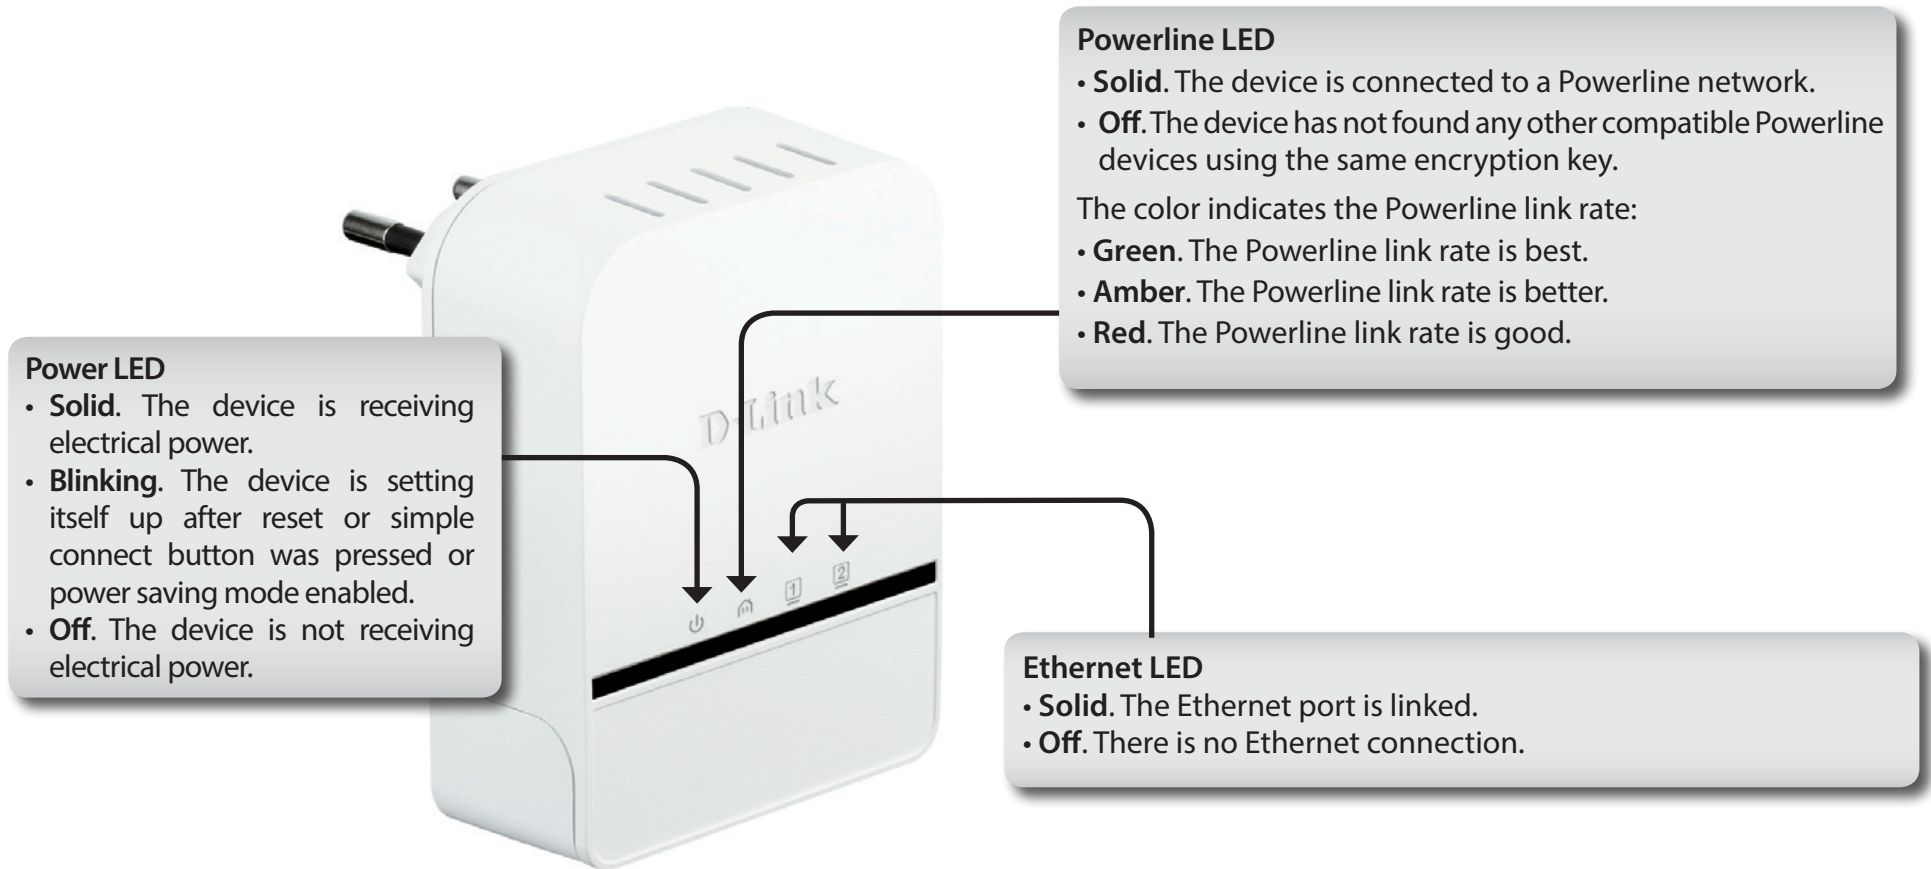 Powerline LED
• Solid. The device is connected to a Powerline network.
• Off. The device has not found any other compatible Powerline
devices using the same encryption key.
The color indicates the Powerline link rate:
• Green. The Powerline link rate is best.
• Amber. The Powerline link rate is better.
• Red. The Powerline link rate is good.
Power LED
• Solid. The device is receiving
electrical power.
• Blinking. The device is setting
itself up after reset or simple
connect button was pressed or
power saving mode enabled.
• Off. The device is not receiving
electrical power.
D-Link
1
2
Ethernet LED
• Solid. The Ethernet port is linked.
• Off. There is no Ethernet connection.